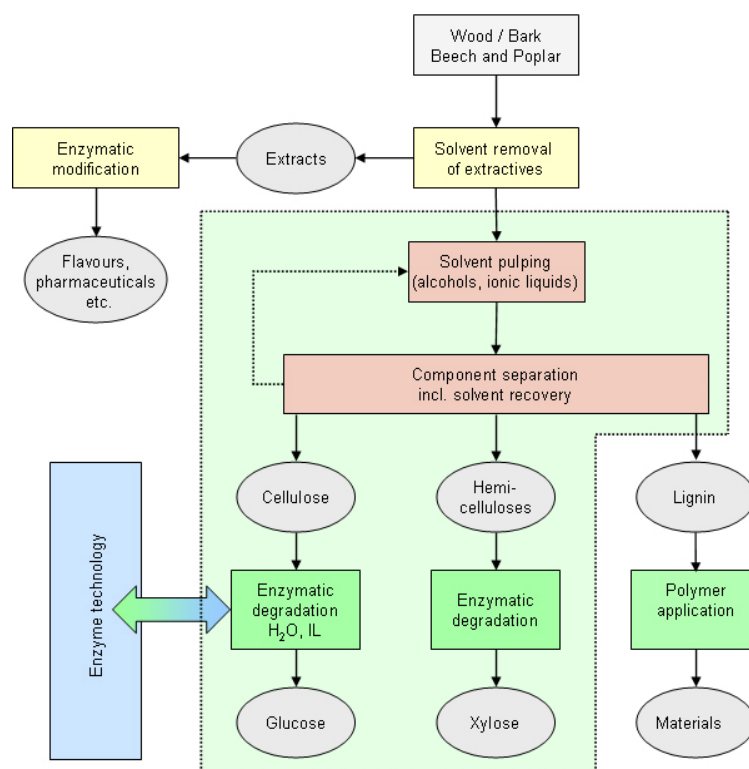 Wood / Bark
Beech and Poplar
Enzymatic
modification
Extracts
Solvent removal
of extractives
Flavours,
pharmaceuticals
etc.
Solvent pulping
(alcohols, ionic liquids)
Component separation
incl. solvent recovery
Cellulose
Hemi-
celluloses
Lignin
Enzyme technology
Enzymatic
degradation
H₂O, IL
Enzymatic
degradation
Polymer
application
Glucose
Xylose
Materials